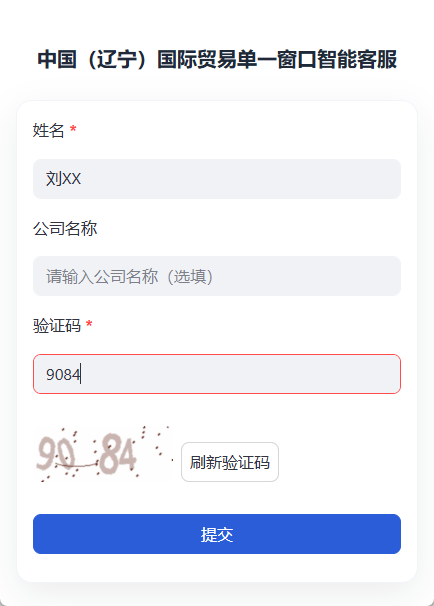 中国（辽宁）国际贸易单一窗口智能客服
姓名 *
刘XX
公司名称
请输入公司名称（选填）
验证码 *
9084
90 84
刷新验证码
提交